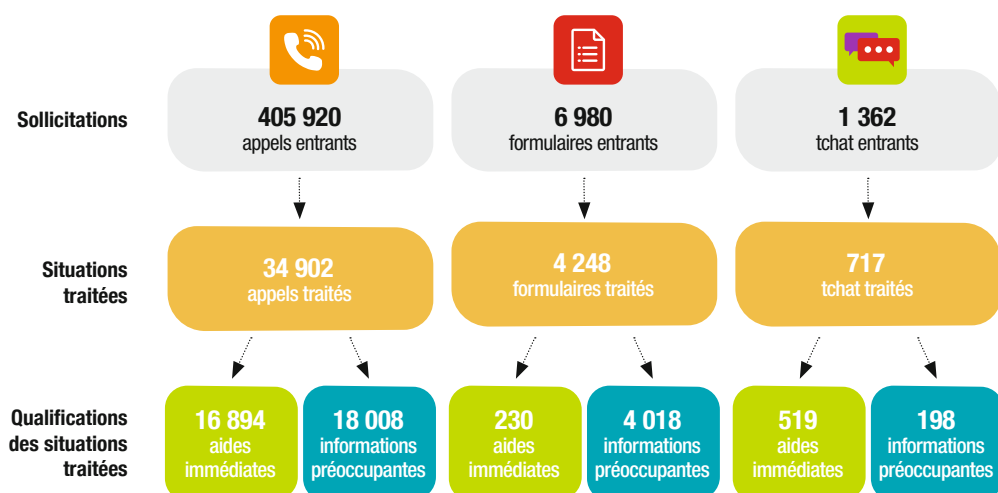 Sollicitations
405 920
appels entrants
6 980
formulaires entrants
1 362
tchat entrants
Situations
traitées
34 902
appels traités
4 248
formulaires traités
717
tchat traités
Qualifications
des situations
traitées
16 894
aides
immédiates
18 008
informations
préoccupantes
230
aides
immédiates
4 018
informations
préoccupantes
519
aides
immédiates
198
informations
préoccupantes